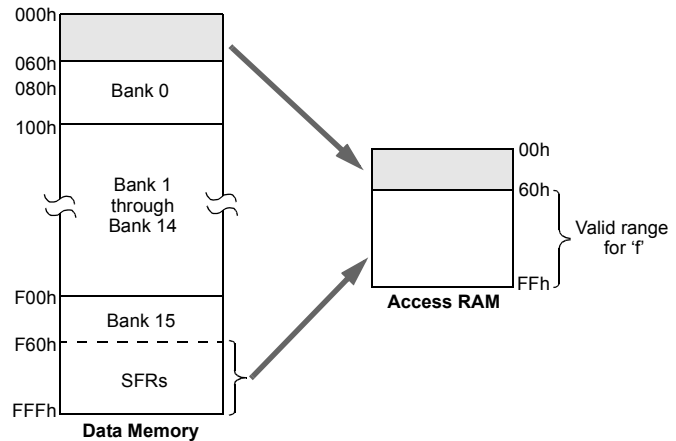 000h
060h
080h
Bank 0
100h
Bank 1
through
Bank 14
F00h
Bank 15
F60h
SFRs
FFFh
Data Memory
00h
60h
Valid range
for ‘f’
FFh
Access RAM